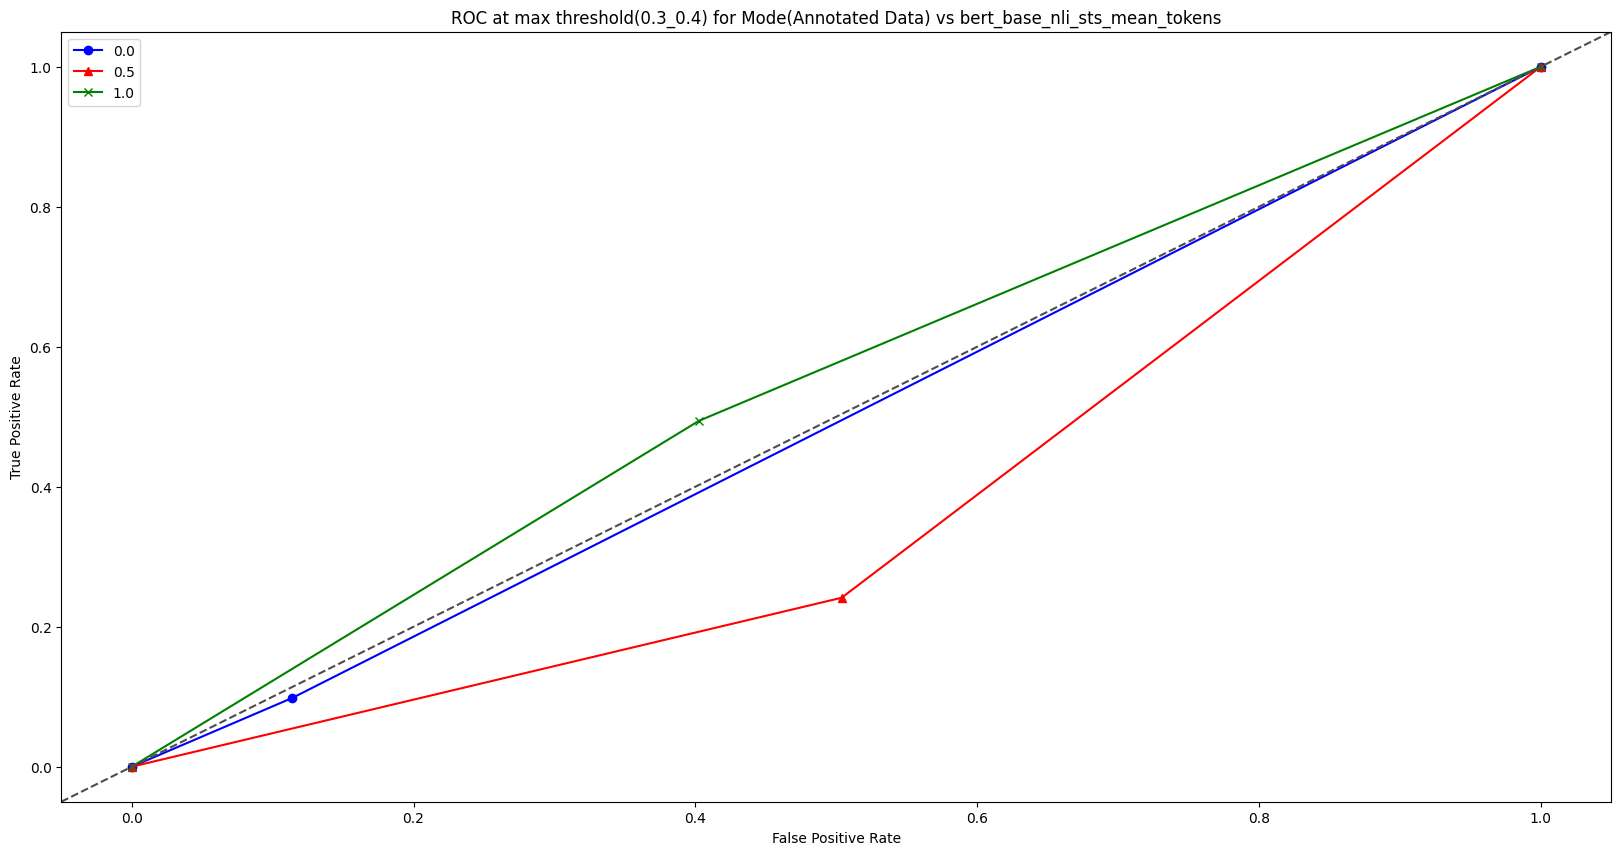 ROC at max threshold(0.3_0.4) for Mode(Annotated Data) vs bert_base_nli_sts_mean_tokens
0.0
0.5
1.0
1.0
0.8
0.6
0.4
0.2
0.0
True Positive Rate
0.0 0.2 0.4 0.6 0.8 1.0
False Positive Rate